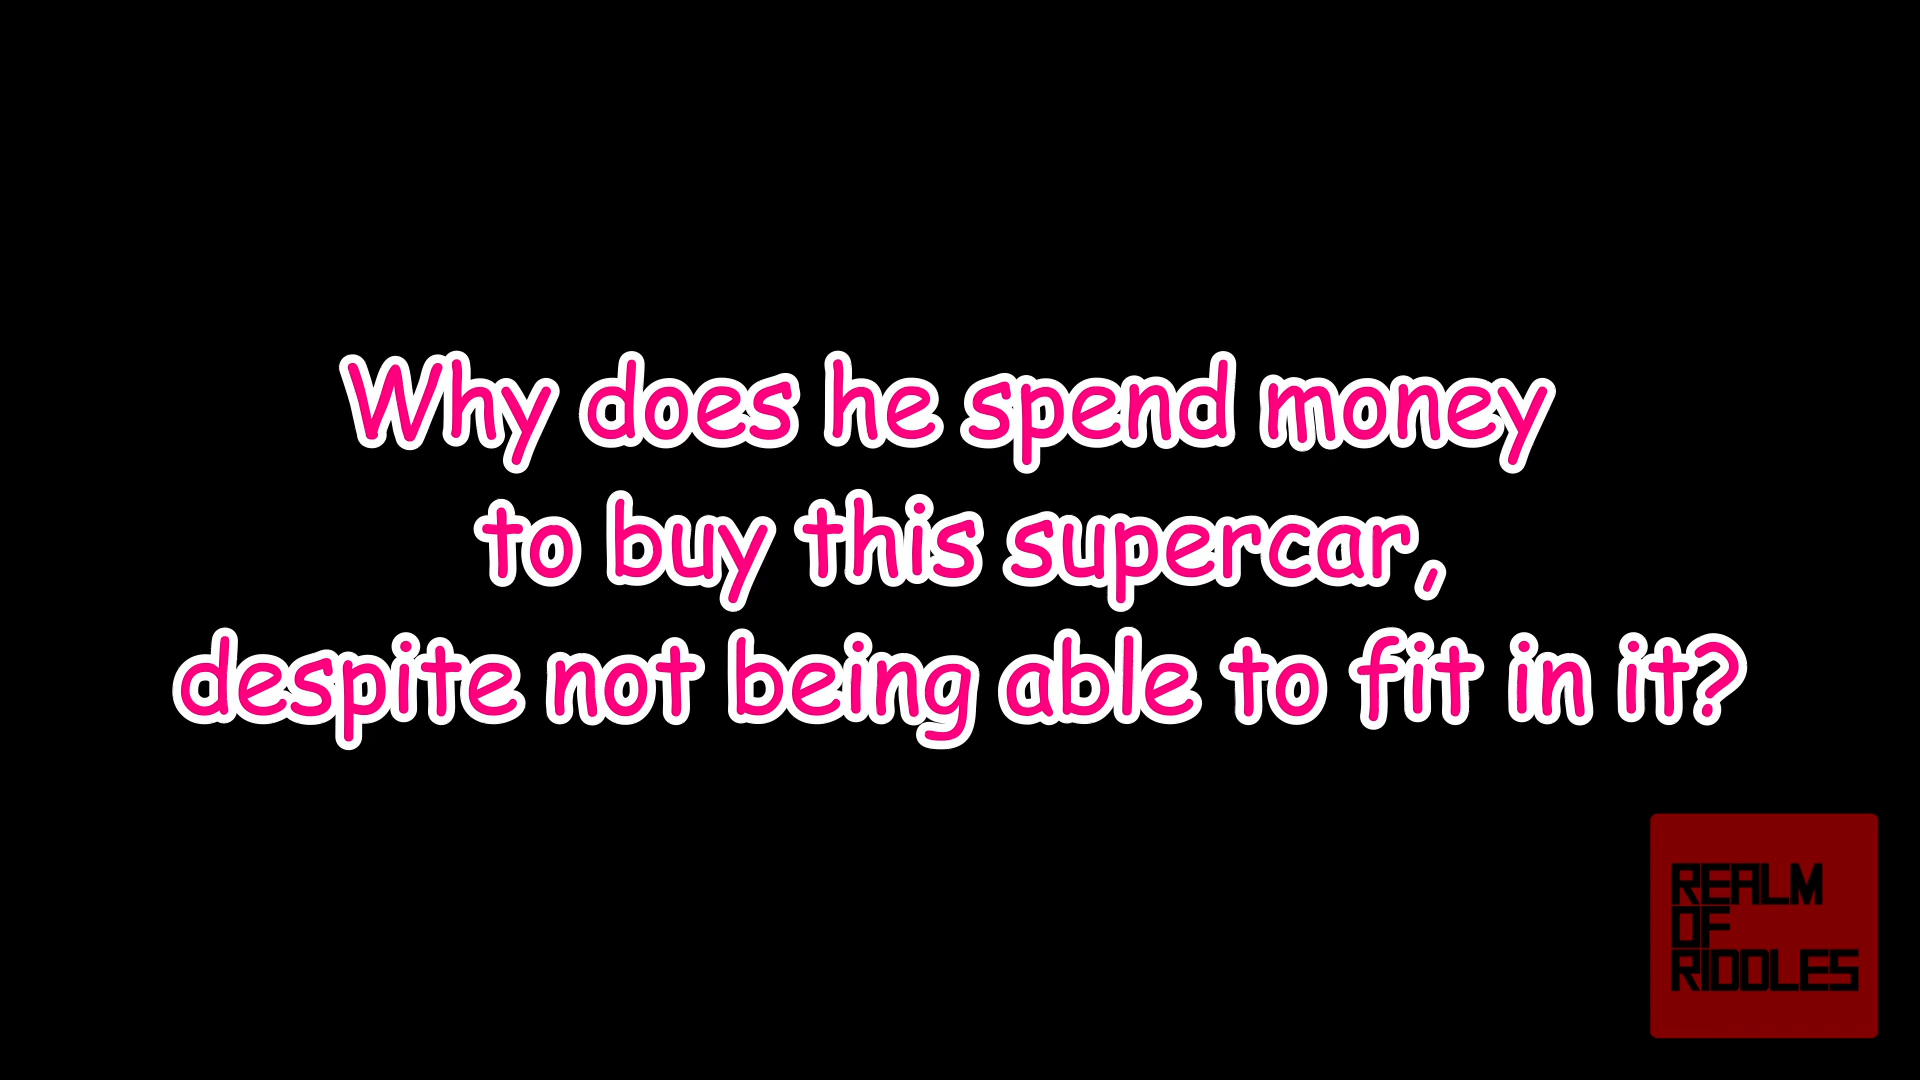 Why does he spend money
to buy this supercar,
despite not being able to fit in it?
REALM
OF
RIDDLES